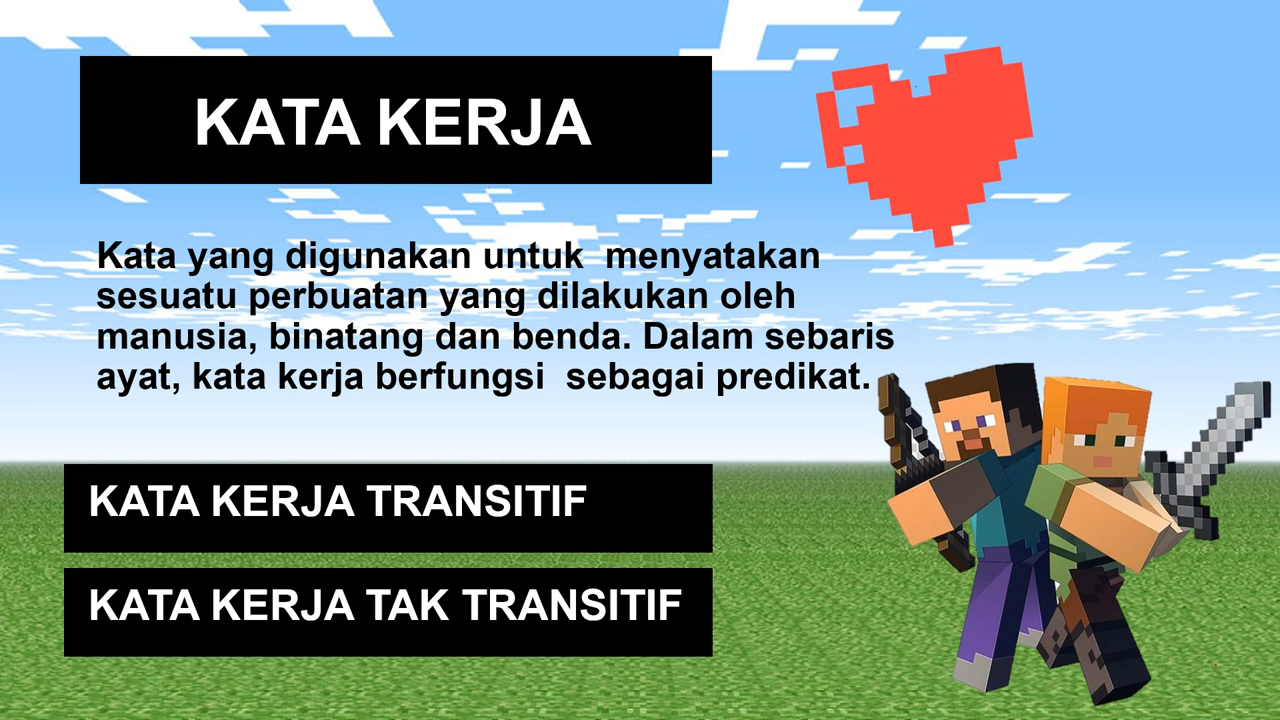 KATA KERJA
Kata yang digunakan untuk  menyatakan
sesuatu perbuatan yang dilakukan oleh
manusia, binatang dan benda. Dalam sebaris
ayat, kata kerja berfungsi  sebagai predikat.
KATA KERJA TRANSITIF
KATA KERJA TAK TRANSITIF